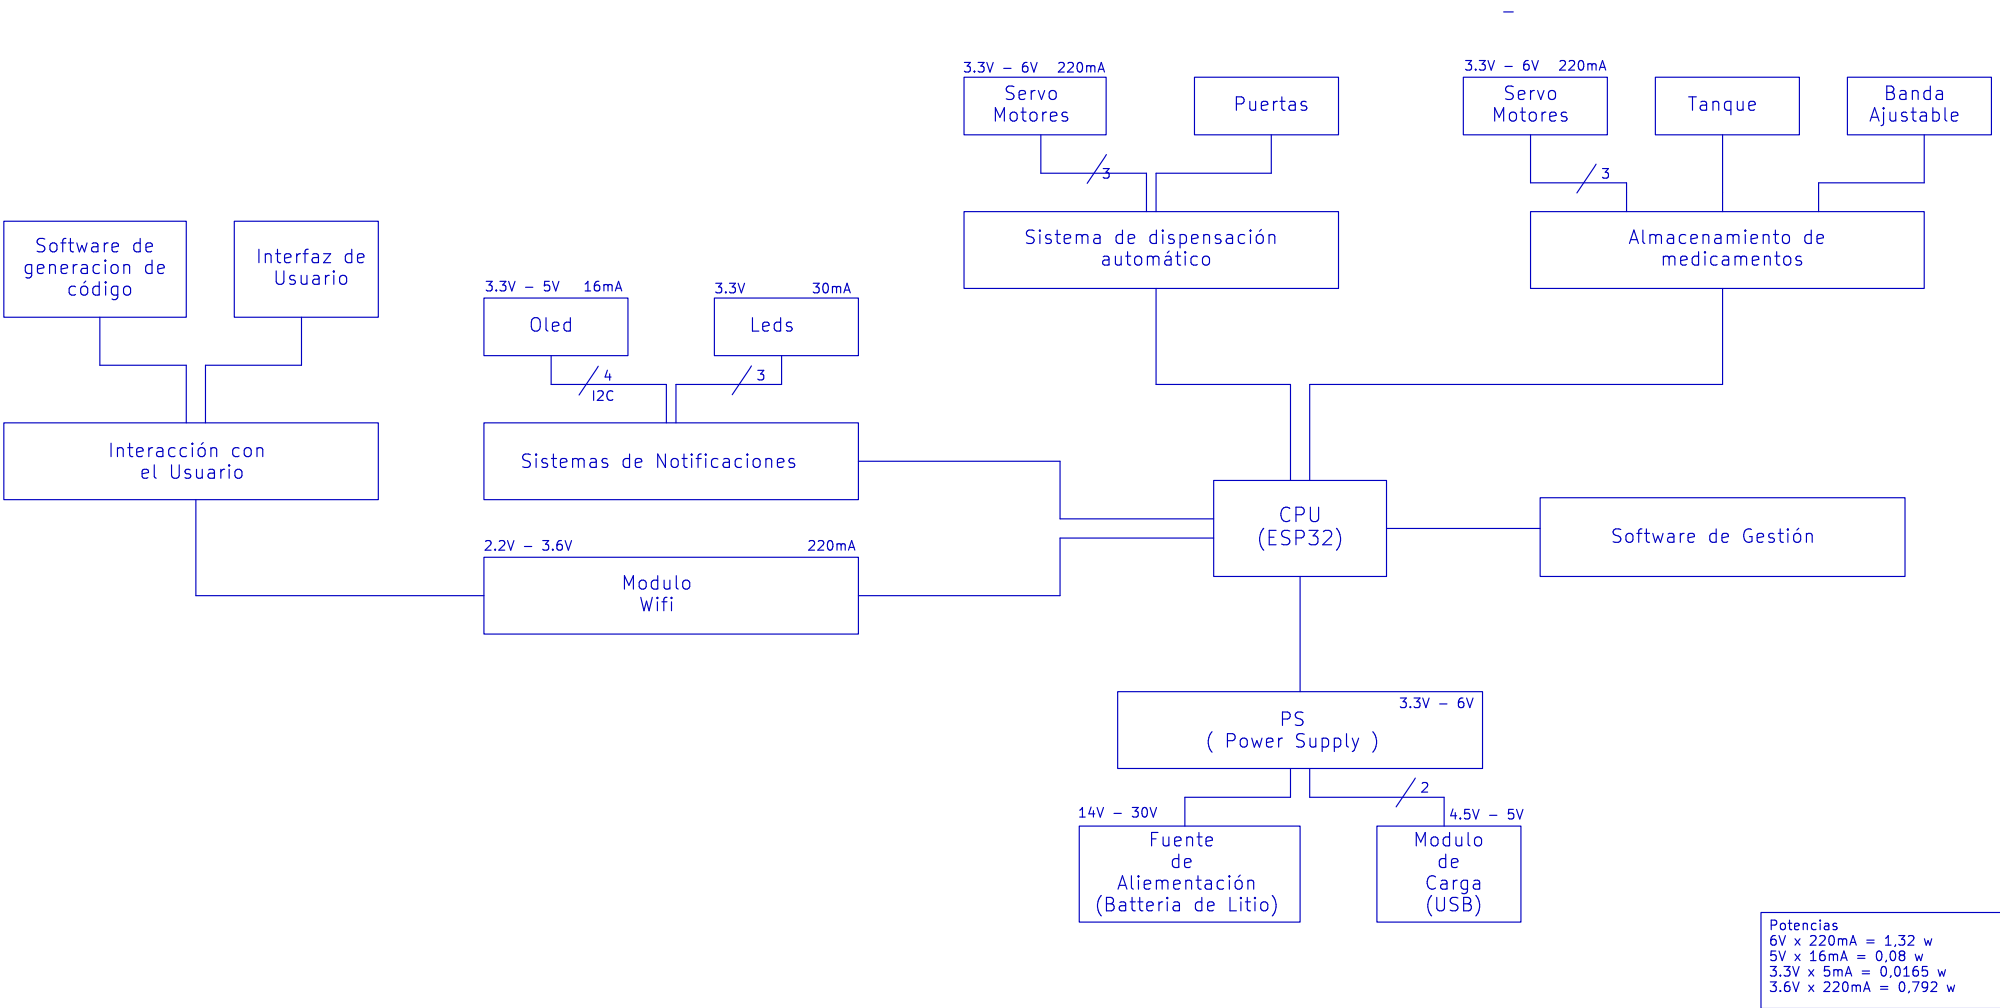 3.3V - 6V 220mA
Servo
Motores
3
Puertas
3.3V - 6V 220mA
Servo
Motores
3
Tanque
Banda
Ajustable
Sistema de dispensación
automático
Almacenamiento de
medicamentos
Software de
generacion de
código
Interfaz de
Usuario
3.3V - 5V 16mA
Oled
4
I2C
3.3V 30mA
Leds
3
Interacción con
el Usuario
Sistemas de Notificaciones
CPU
(ESP32)
Software de Gestión
2.2V - 3.6V 220mA
Modulo
Wifi
3.3V - 6V
PS
( Power Supply )
2
14V - 30V
Fuente
de
Aliementación
(Batteria de Litio)
4.5V - 5V
Modulo
de
Carga
(USB)
Potencias
6V x 220mA = 1,32 w
5V x 16mA = 0,08 w
3.3V x 5mA = 0,0165 w
3.6V x 220mA = 0,792 w